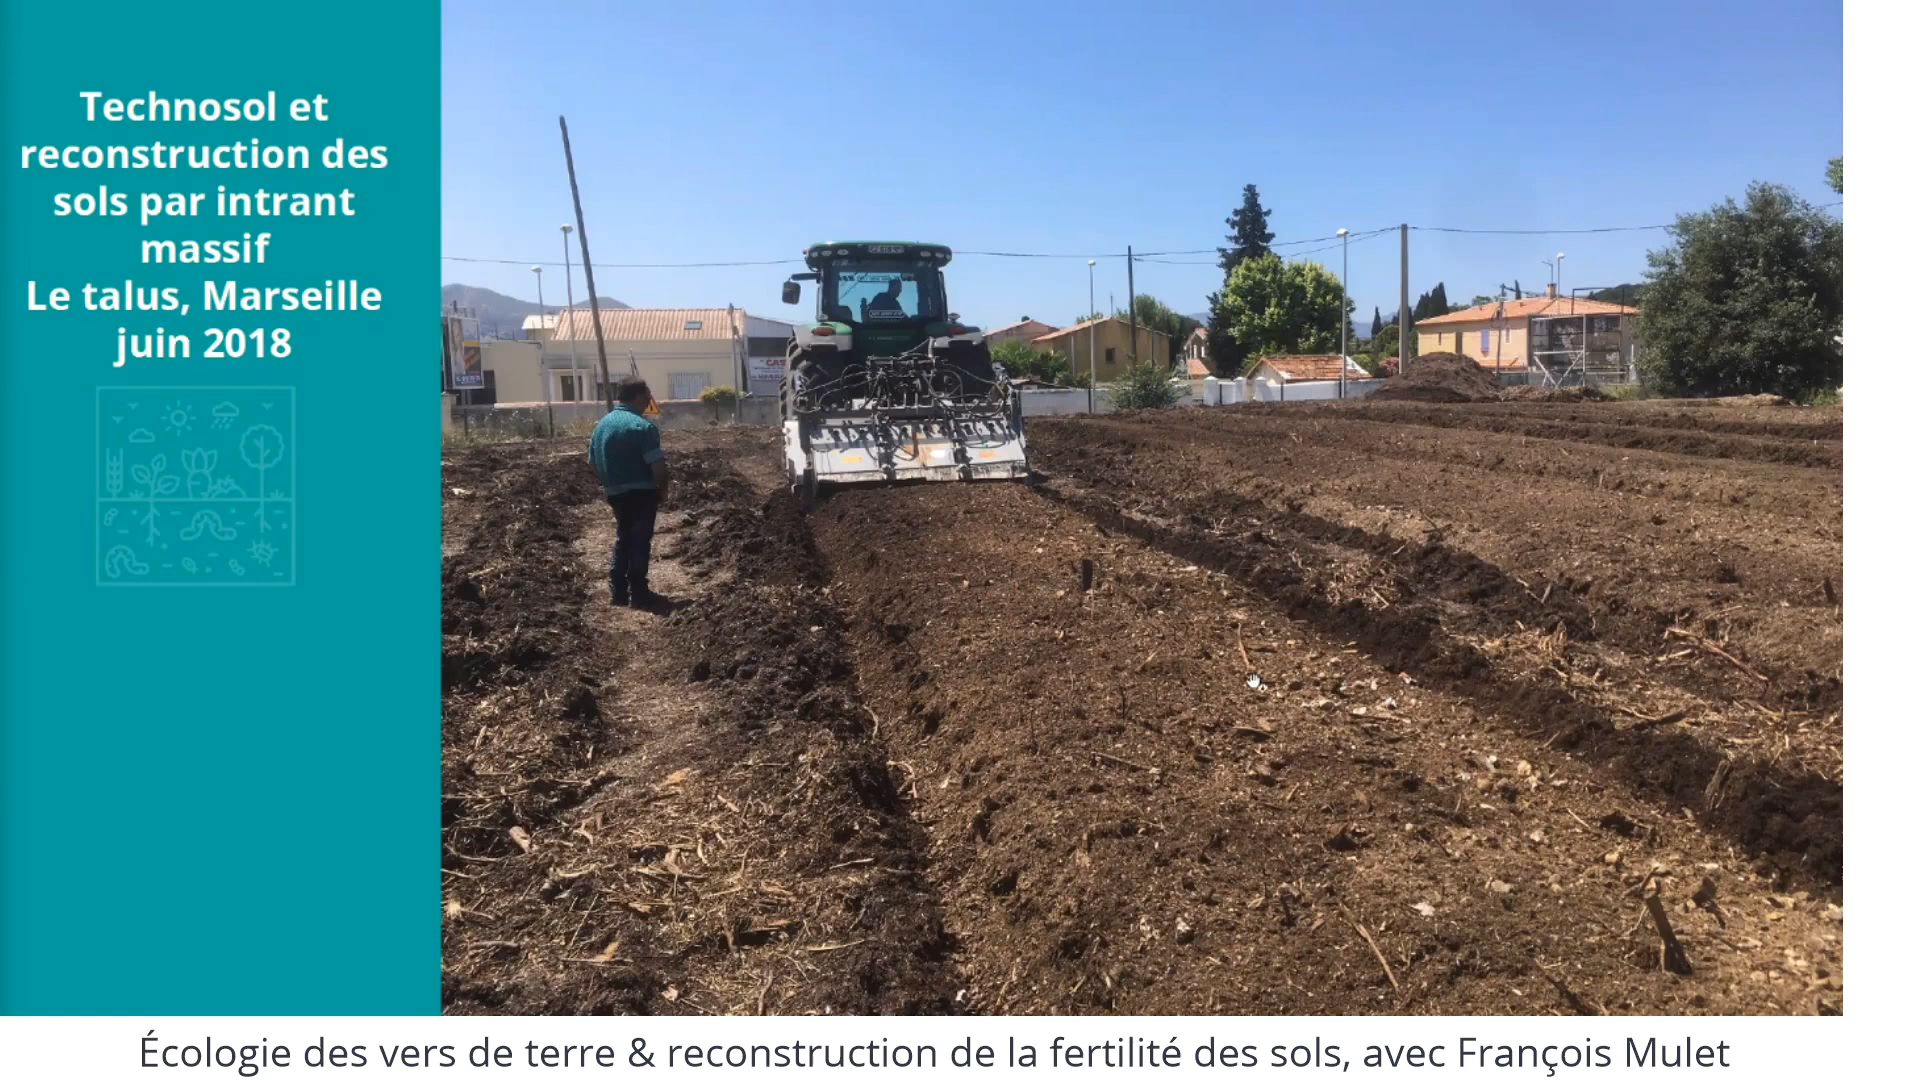 Technosol et
reconstruction des
sols par intrant
massif
Le talus, Marseille
juin 2018
Écologie des vers de terre & reconstruction de la fertilité des sols, avec François Mulet